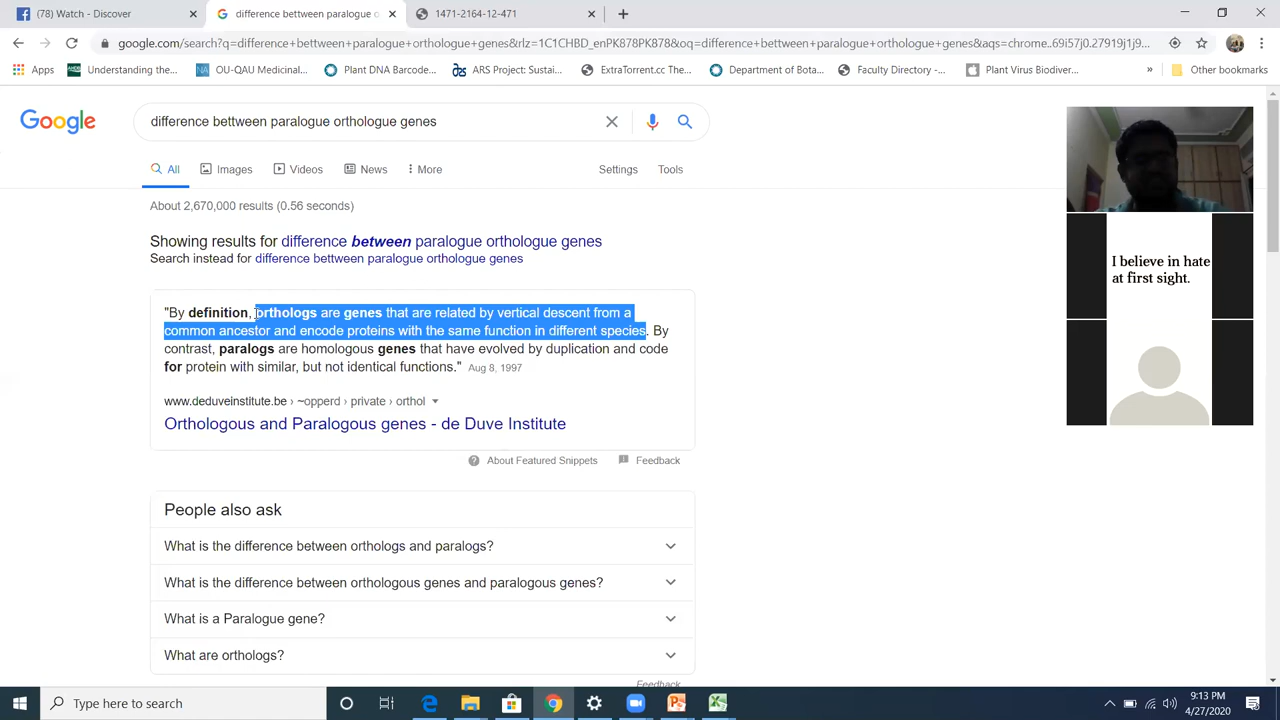 (78) Watch - Discover
difference bettween paralogue o
1471-2164-12-471
google.com/search?q=difference+bettween+paralogue+orthologue+genes&rlz=1C1CHBD_enPK878PK878&oq=difference+bettween+paralogue+orthologue+genes&aqs=chrome..69i57j0.27919j1j9...
Apps
Understanding the...
OU-QAU Medicinal...
Plant DNA Barcode...
ARS Project: Sustai...
ExtraTorrent.cc The...
Department of Bota...
Faculty Directory -...
Plant Virus Biodiver...
»
Other bookmarks
Google
difference bettween paralogue orthologue genes
All
Images
Videos
News
More
Settings
Tools
About 2,670,000 results (0.56 seconds)
Showing results for difference between paralogue orthologue genes
Search instead for difference bettween paralogue orthologue genes
"By definition, orthologs are genes that are related by vertical descent from a
common ancestor and encode proteins with the same function in different species. By
contrast, paralogs are homologous genes that have evolved by duplication and code
for protein with similar, but not identical functions." Aug 8, 1997
www.deduveinstitute.be › ~opperd › private › orthol
Orthologous and Paralogous genes - de Duve Institute
About Featured Snippets
Feedback
People also ask
What is the difference between orthologs and paralogs?
What is the difference between orthologous genes and paralogous genes?
What is a Paralogue gene?
What are orthologs?
Feedback
I believe in hate
at first sight.
Type here to search
9:13 PM
4/27/2020